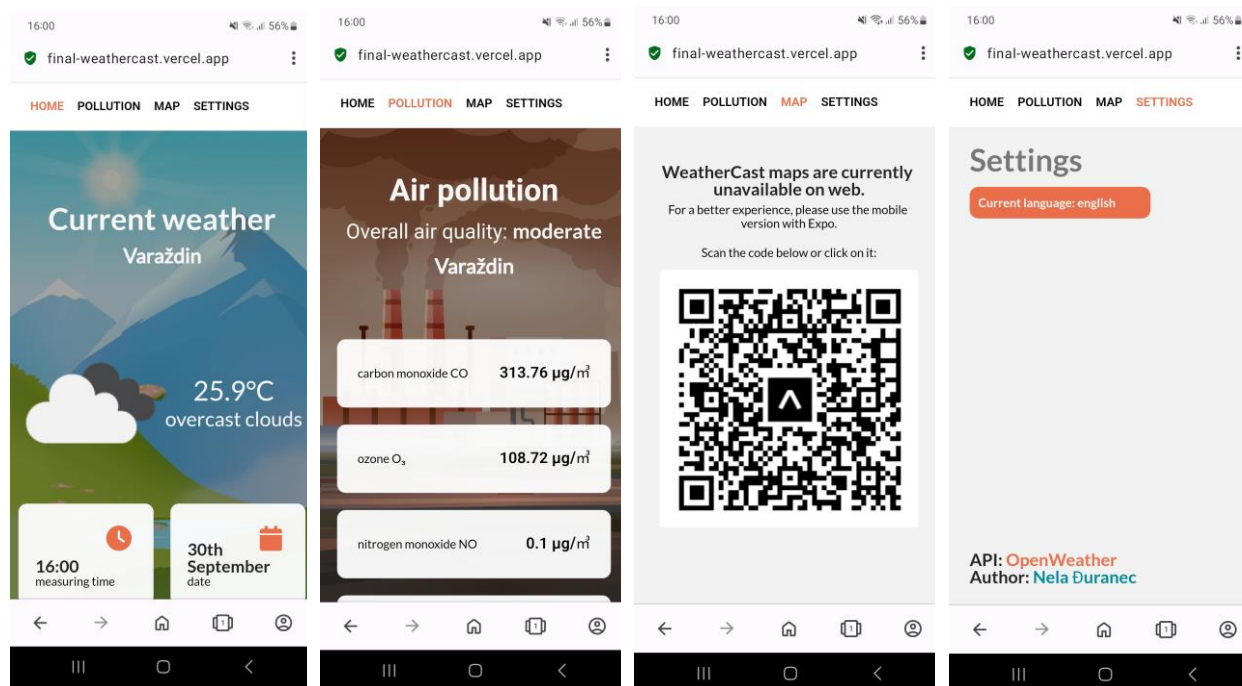 16:00 56%
final-weathercast.vercel.app
HOME POLLUTION MAP SETTINGS
Current weather
Varaždin
25.9°C
overcast clouds
16:00
measuring time
30th
September
date
1
16:00 56%
final-weathercast.vercel.app
HOME POLLUTION MAP SETTINGS
Air pollution
Overall air quality: moderate
Varaždin
carbon monoxide CO 313.76 µg/m³
ozone O₃ 108.72 µg/m³
nitrogen monoxide NO 0.1 µg/m³
1
16:00 56%
final-weathercast.vercel.app
HOME POLLUTION MAP SETTINGS
WeatherCast maps are currently
unavailable on web.
For a better experience, please use the mobile
version with Expo.
Scan the code below or click on it:
1
16:00 56%
final-weathercast.vercel.app
HOME POLLUTION MAP SETTINGS
Settings
Current language: english
API: OpenWeather
Author: Nela Đuranec
1